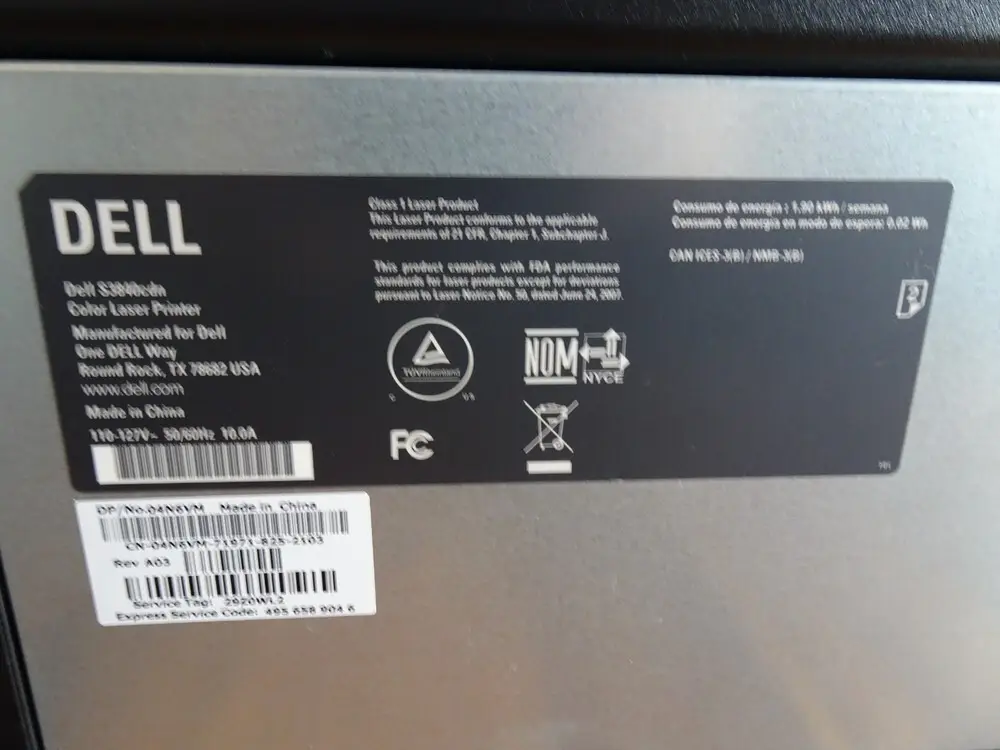 DELL
Dell S3840cdn
Color Laser Printer
Manufactured for Dell
One DELL Way
Round Rock, TX 78682 USA
www.dell.com
Made in China
110-127V~ 50/60Hz 10.0A
Class 1 Laser Product
This Laser Product conforms to the applicable
requirements of 21 CFR, Chapter 1, Subchapter J.
This product complies with FDA performance
standards for laser products except for deviations
pursuant to Laser Notice No. 50, dated June 24, 2007.
TÜVRheinland
C US
FC
NOM
NYCE
Consumo de energía : 1.90 kWh / semana
Consumo de energía en modo de espera: 0.02 Wh
CAN ICES-3(B) / NMB-3(B)
2
DP/No.04N6VM Made in China
CN-04N6VM-71971-825-2103
Rev A03
Service Tag: 2920WL2
Express Service Code: 495 658 904 6